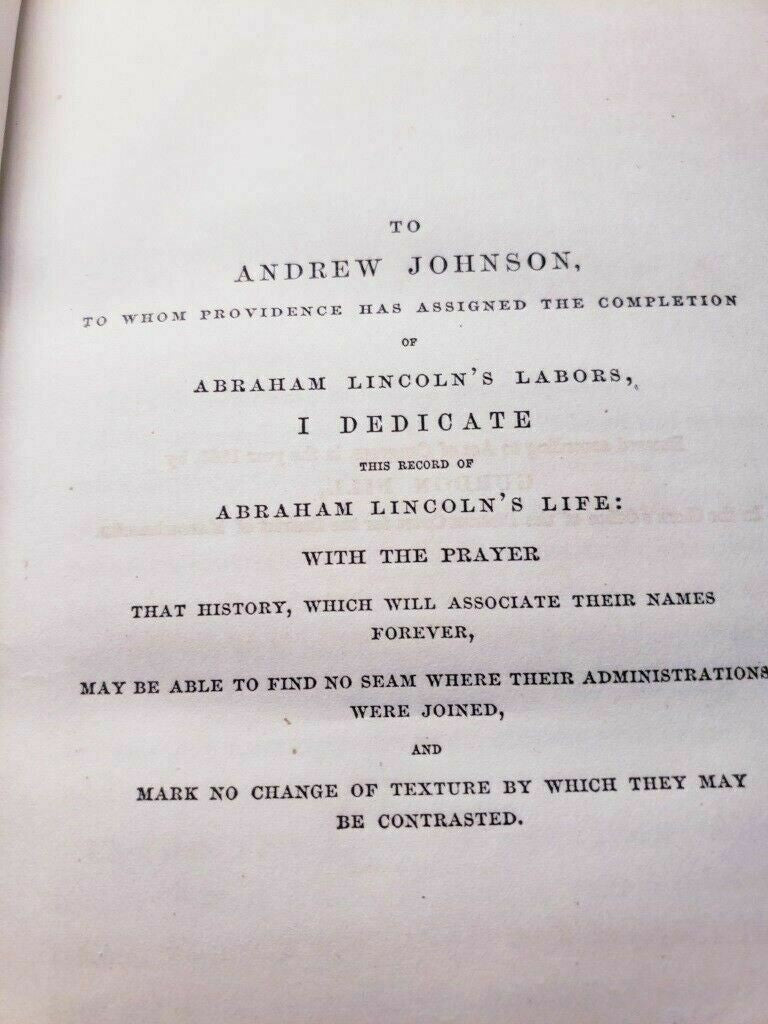 TO
ANDREW JOHNSON,
TO WHOM PROVIDENCE HAS ASSIGNED THE COMPLETION
OF
ABRAHAM LINCOLN'S LABORS,
I DEDICATE
THIS RECORD OF
ABRAHAM LINCOLN'S LIFE:
WITH THE PRAYER
THAT HISTORY, WHICH WILL ASSOCIATE THEIR NAMES
FOREVER,
MAY BE ABLE TO FIND NO SEAM WHERE THEIR ADMINISTRATIONS
WERE JOINED,
AND
MARK NO CHANGE OF TEXTURE BY WHICH THEY MAY
BE CONTRASTED.